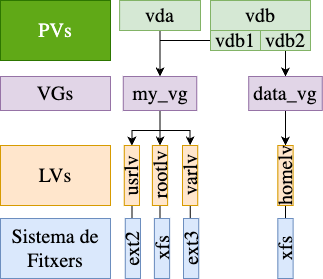 PVs
vda
vdb
vdb1
vdb2
VGs
my_vg
data_vg
LVs
usrlv
rootlv
varlv
homelv
Sistema de
Fitxers
ext2
xfs
ext3
xfs